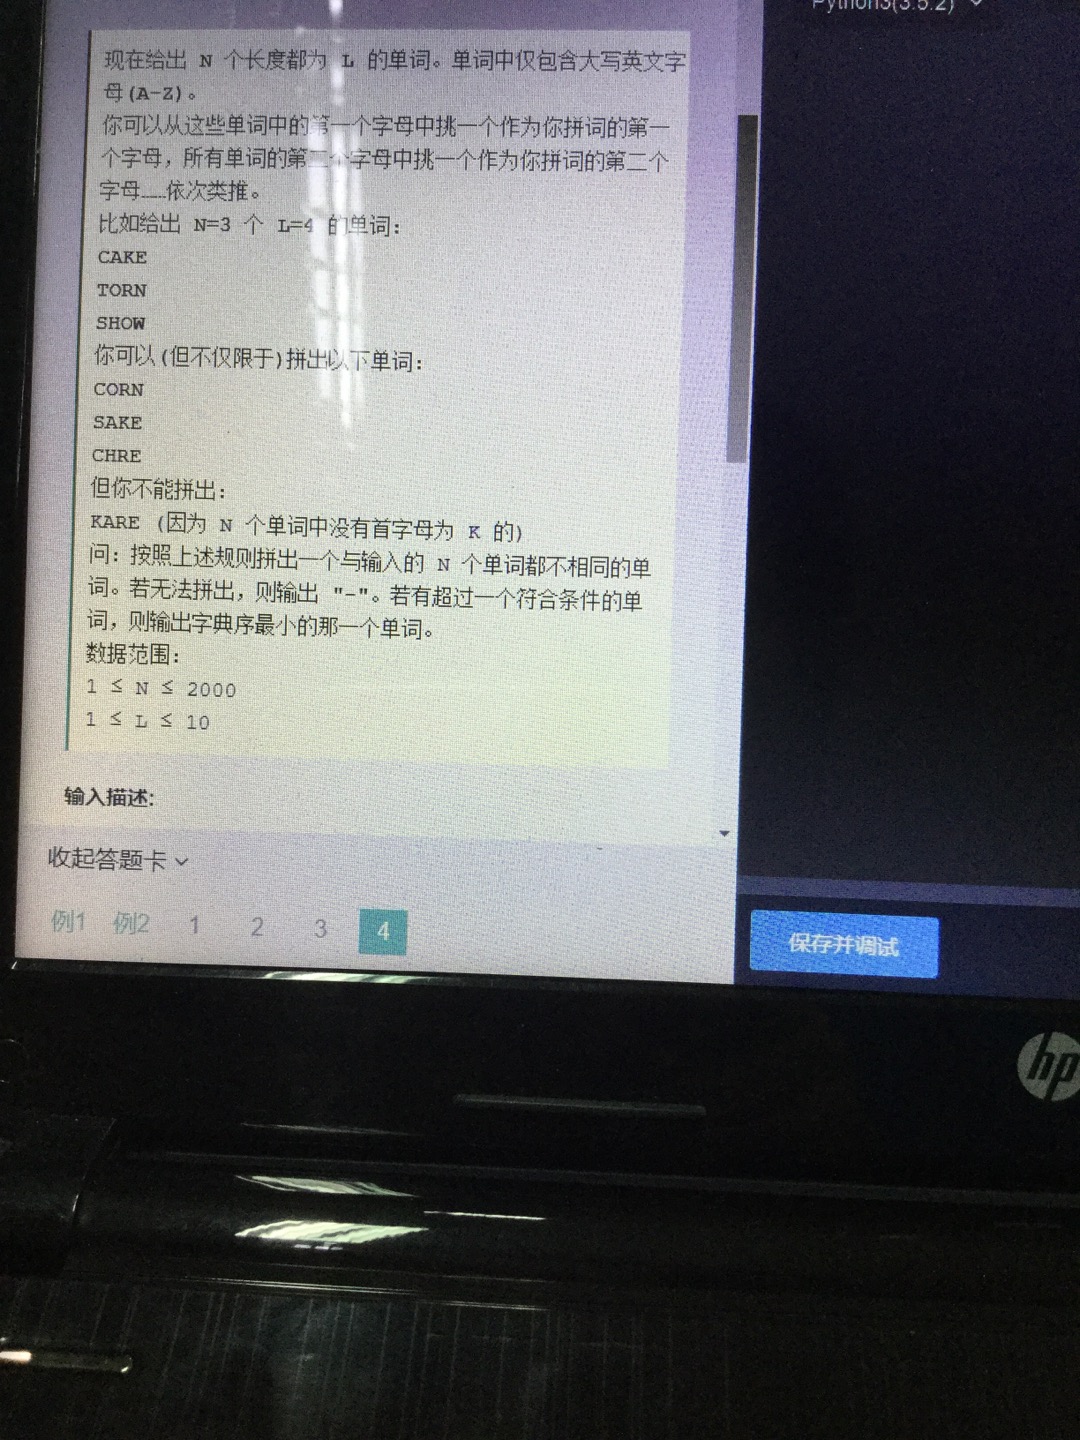 Python3(3.5.2)
现在给出 N 个长度都为 L 的单词。单词中仅包含大写英文字
母(A-Z)。
你可以从这些单词中的第一个字母中挑一个作为你拼词的第一
个字母，所有单词的第二个字母中挑一个作为你拼词的第二个
字母……依次类推。
比如给出 N=3 个 L=4 的单词：
CAKE
TORN
SHOW
你可以(但不仅限于)拼出以下单词：
CORN
SAKE
CHRE
但你不能拼出：
KARE (因为 N 个单词中没有首字母为 K 的)
问：按照上述规则拼出一个与输入的 N 个单词都不相同的单
词。若无法拼出，则输出 "-"。若有超过一个符合条件的单
词，则输出字典序最小的那一个单词。
数据范围：
1 ≤ N ≤ 2000
1 ≤ L ≤ 10
输入描述:
收起答题卡
例1 例2 1 2 3 4
保存并调试
hp